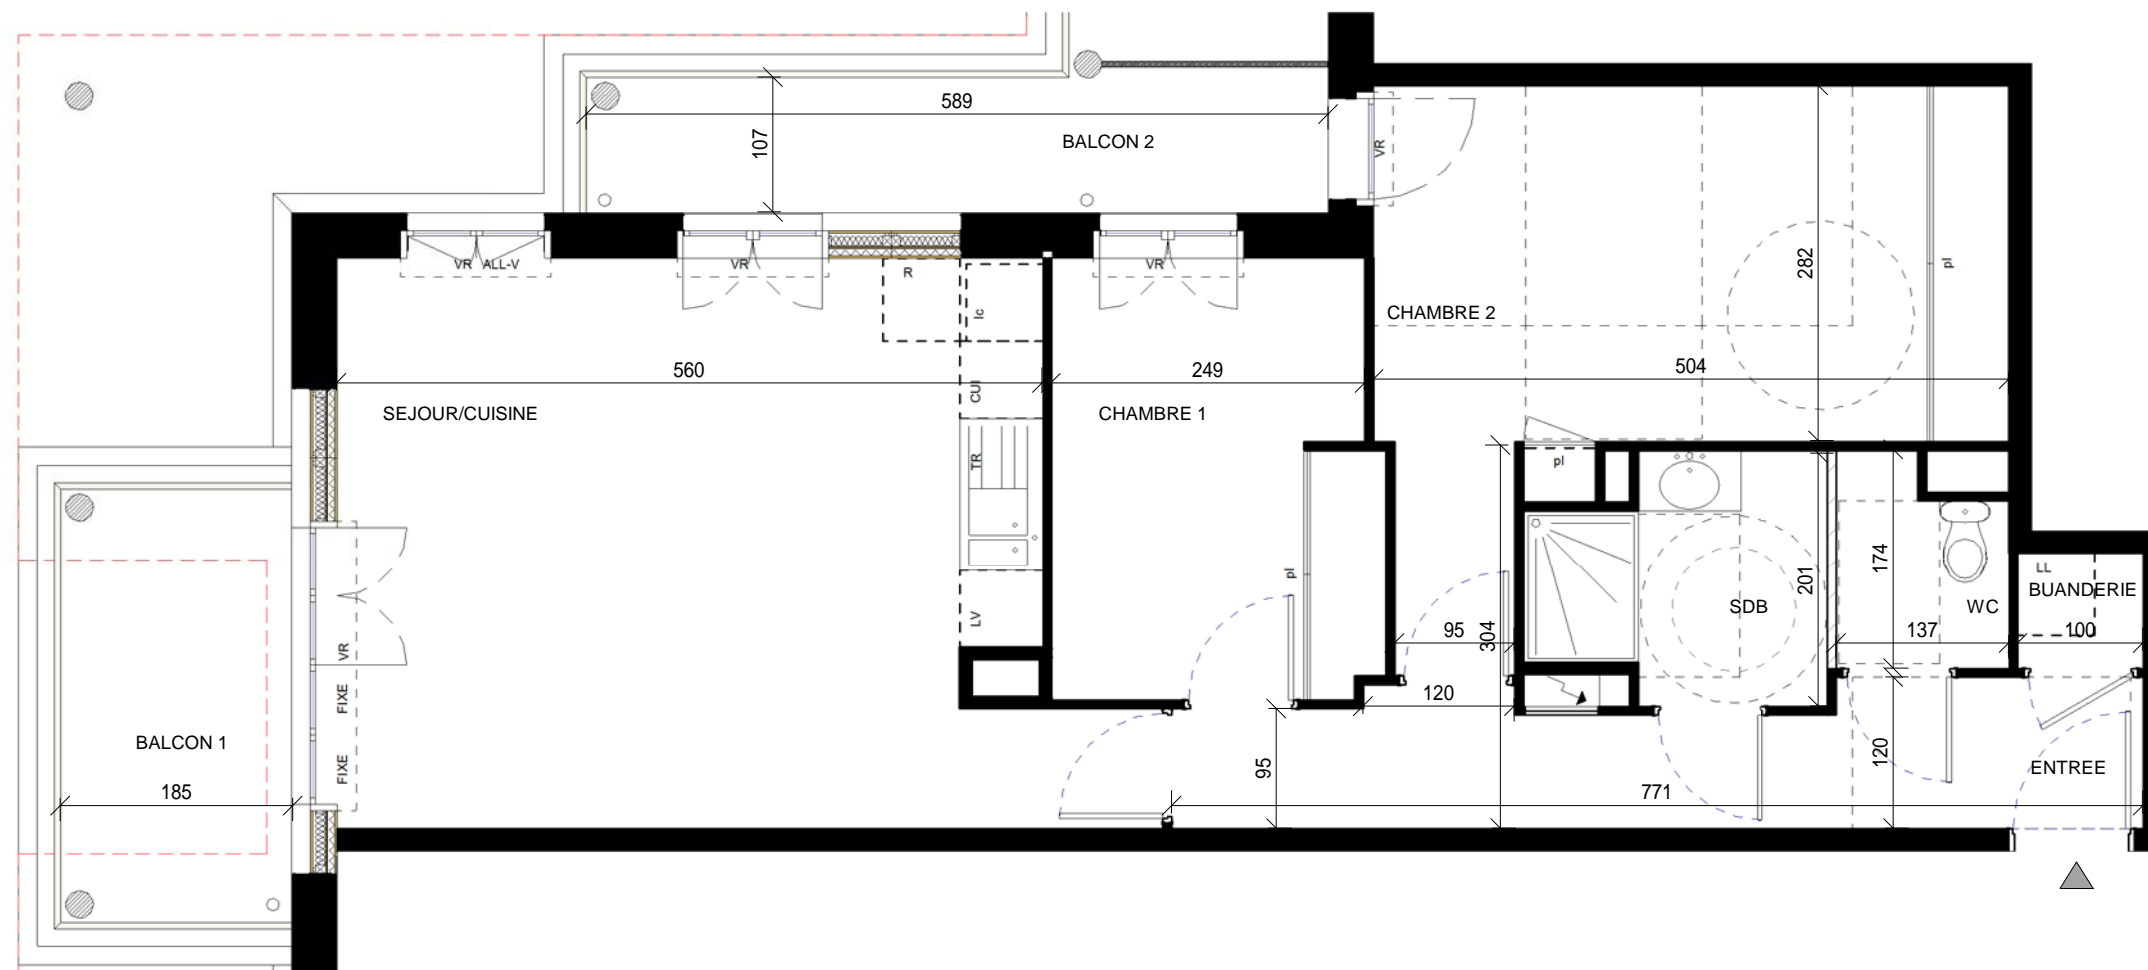 589
BALCON 2
107
VR
VR ALL-V
VR
R
VR
282
pl
lc
CHAMBRE 2
560
249
504
CUI
SEJOUR/CUISINE
CHAMBRE 1
TR
pl
pl
174
201
LL
BUANDERIE
SDB
WC
LV
95
304
137
100
VR
FIXE
120
BALCON 1
FIXE
95
120
ENTREE
185
771